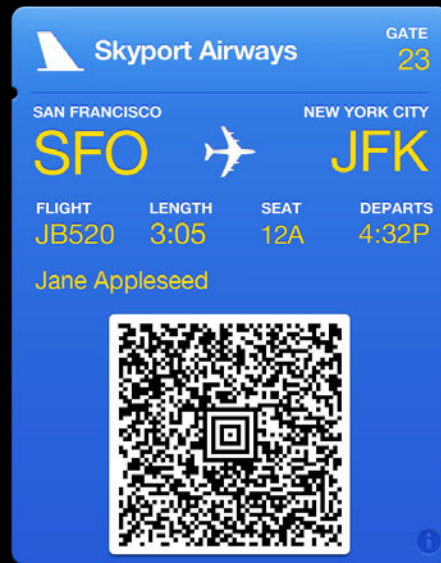 Skyport Airways
GATE
23
SAN FRANCISCO
NEW YORK CITY
SFO
JFK
FLIGHT LENGTH SEAT DEPARTS
JB520 3:05 12A 4:32P
Jane Appleseed
i